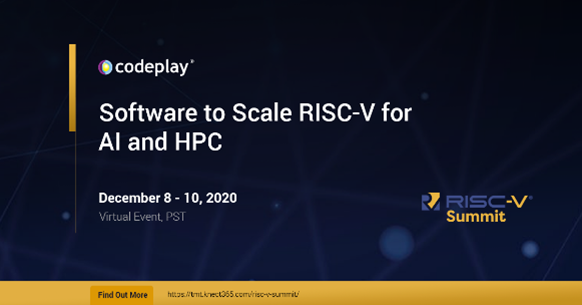 codeplay®
Software to Scale RISC-V for
AI and HPC
December 8 - 10, 2020
Virtual Event, PST
RISC-V®
Summit
Find Out More
https://tmt.knect365.com/risc-v-summit/